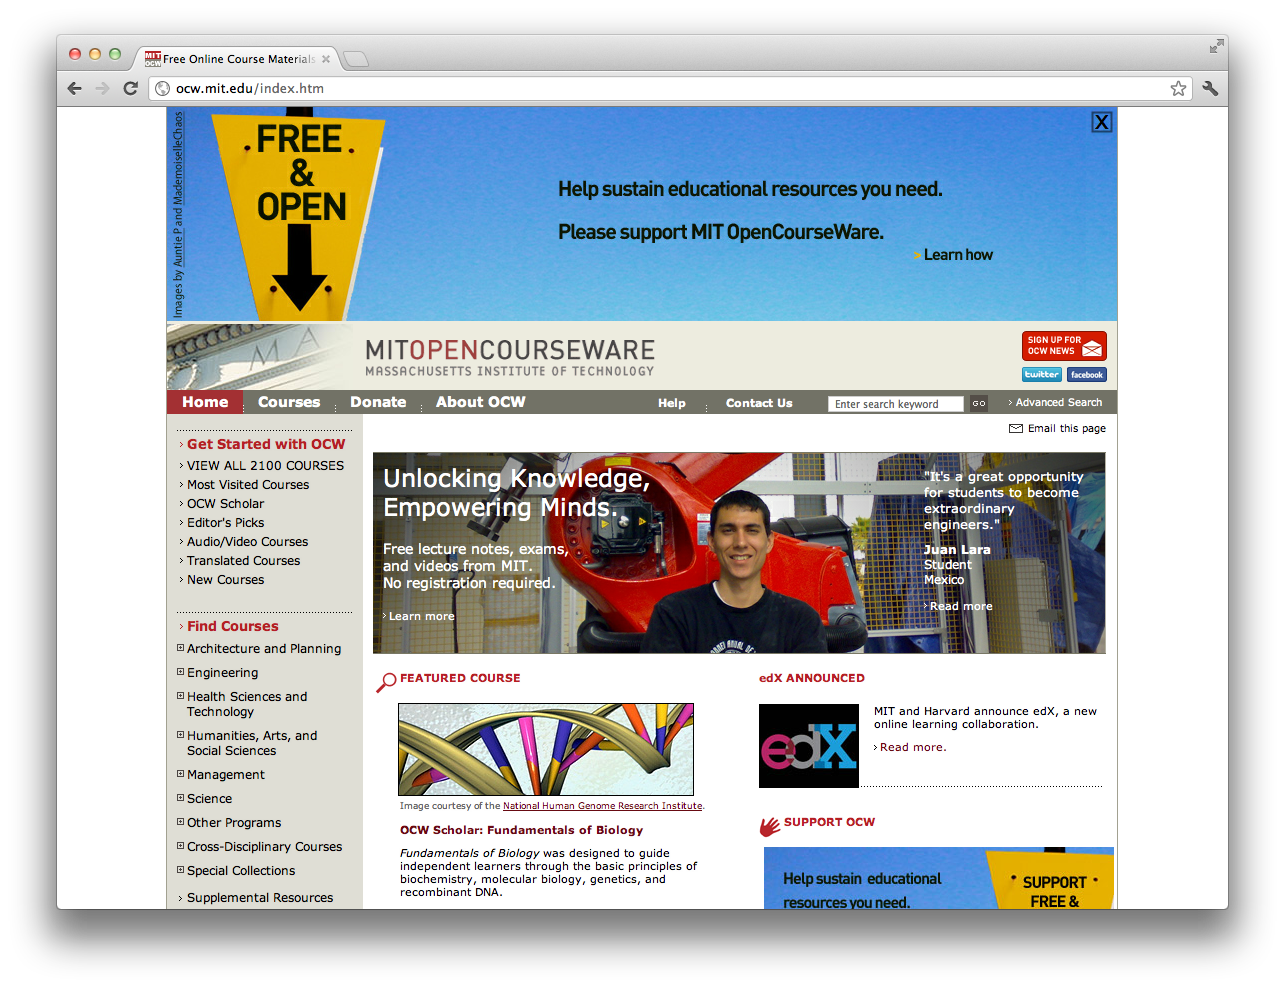 MIT
OCW
Free Online Course Materials
ocw.mit.edu/index.htm
Images by Auntie P and MademoiselleChaos
FREE
&
OPEN
X
Help sustain educational resources you need.
Please support MIT OpenCourseWare.
> Learn how
MA
MITOPENCOURSEWARE
MASSACHUSETTS INSTITUTE OF TECHNOLOGY
SIGN UP FOR
OCW NEWS
twitter
facebook
Home
Courses
Donate
About OCW
Help
Contact Us
Enter search keyword
GO
Advanced Search
Email this page
Get Started with OCW
VIEW ALL 2100 COURSES
Most Visited Courses
OCW Scholar
Editor's Picks
Audio/Video Courses
Translated Courses
New Courses
Find Courses
Architecture and Planning
Engineering
Health Sciences and
Technology
Humanities, Arts, and
Social Sciences
Management
Science
Other Programs
Cross-Disciplinary Courses
Special Collections
Supplemental Resources
Unlocking Knowledge,
Empowering Minds.
Free lecture notes, exams,
and videos from MIT.
No registration required.
Learn more
"It's a great opportunity
for students to become
extraordinary
engineers."
Juan Lara
Student
Mexico
Read more
FEATURED COURSE
Image courtesy of the National Human Genome Research Institute.
OCW Scholar: Fundamentals of Biology
Fundamentals of Biology was designed to guide
independent learners through the basic principles of
biochemistry, molecular biology, genetics, and
recombinant DNA.
edX ANNOUNCED
edX
MIT and Harvard announce edX, a new
online learning collaboration.
Read more.
SUPPORT OCW
Help sustain educational
resources you need.
SUPPORT
FREE &